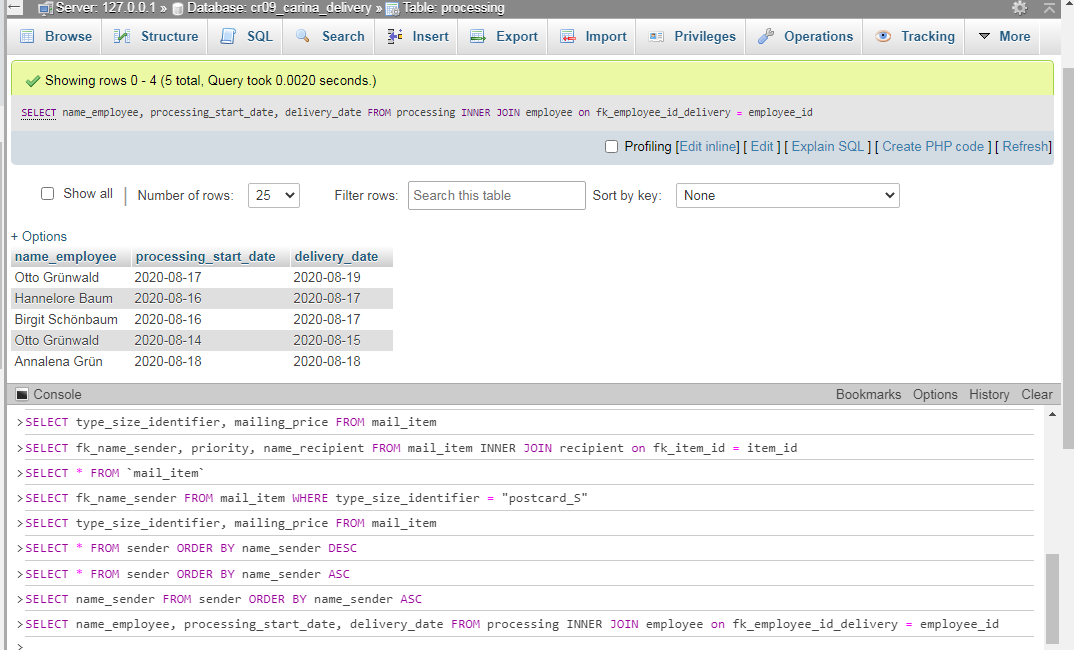 Server: 127.0.0.1 » Database: cr09_carina_delivery » Table: processing
Browse Structure SQL Search Insert Export Import Privileges Operations Tracking More
Showing rows 0 - 4 (5 total, Query took 0.0020 seconds.)
SELECT name_employee, processing_start_date, delivery_date FROM processing INNER JOIN employee on fk_employee_id_delivery = employee_id
Profiling [Edit inline] [ Edit ] [ Explain SQL ] [ Create PHP code ] [ Refresh]
Show all | Number of rows: 25 Filter rows: Search this table Sort by key: None
+ Options
name_employee processing_start_date delivery_date
Otto Grünwald 2020-08-17 2020-08-19
Hannelore Baum 2020-08-16 2020-08-17
Birgit Schönbaum 2020-08-16 2020-08-17
Otto Grünwald 2020-08-14 2020-08-15
Annalena Grün 2020-08-18 2020-08-18
Console Bookmarks Options History Clear
>SELECT type_size_identifier, mailing_price FROM mail_item
>SELECT fk_name_sender, priority, name_recipient FROM mail_item INNER JOIN recipient on fk_item_id = item_id
>SELECT * FROM `mail_item`
>SELECT fk_name_sender FROM mail_item WHERE type_size_identifier = "postcard_S"
>SELECT type_size_identifier, mailing_price FROM mail_item
>SELECT * FROM sender ORDER BY name_sender DESC
>SELECT * FROM sender ORDER BY name_sender ASC
>SELECT name_sender FROM sender ORDER BY name_sender ASC
>SELECT name_employee, processing_start_date, delivery_date FROM processing INNER JOIN employee on fk_employee_id_delivery = employee_id
>